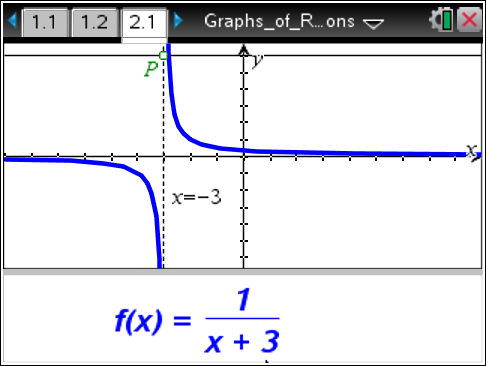 1.1 1.2 2.1 Graphs_of_R...ons
P
y
x
x=-3
f(x) = 1 / x + 3